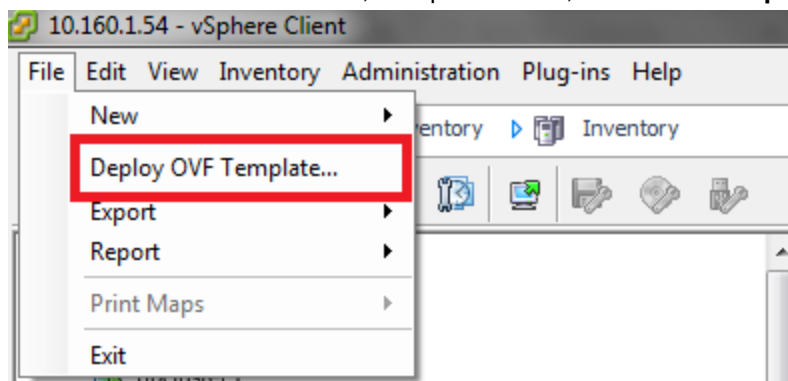 10.160.1.54 - vSphere Client
File Edit View Inventory Administration Plug-ins Help
New
Inventory
Deploy OVF Template...
Export
Report
Print Maps
Exit